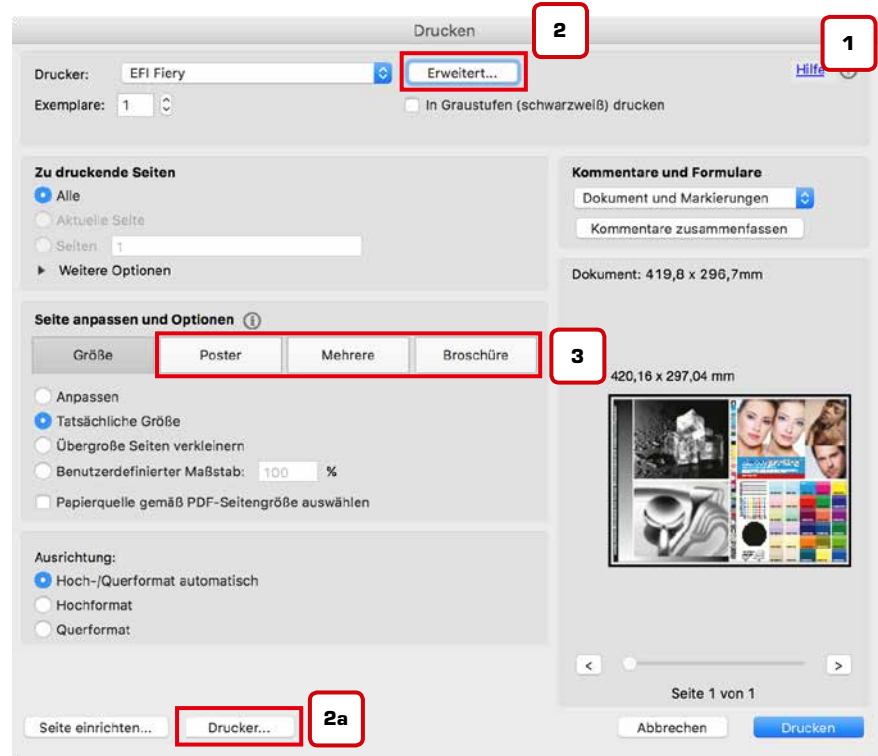 Drucken
2
1
Drucker: EFI Fiery Erweitert... Hilfe
Exemplare: 1 In Graustufen (schwarzweiß) drucken
Zu druckende Seiten
Alle
Aktuelle Seite
Seiten 1
Weitere Optionen
Kommentare und Formulare
Dokument und Markierungen
Kommentare zusammenfassen
Dokument: 419,8 x 296,7mm
Seite anpassen und Optionen
Größe Poster Mehrere Broschüre
3
Anpassen
Tatsächliche Größe
Übergroße Seiten verkleinern
Benutzerdefinierter Maßstab: 100 %
Papierquelle gemäß PDF-Seitengröße auswählen
420,16 x 297,04 mm
Ausrichtung:
Hoch-/Querformat automatisch
Hochformat
Querformat
< >
Seite 1 von 1
Seite einrichten... Drucker... 2a Abbrechen Drucken